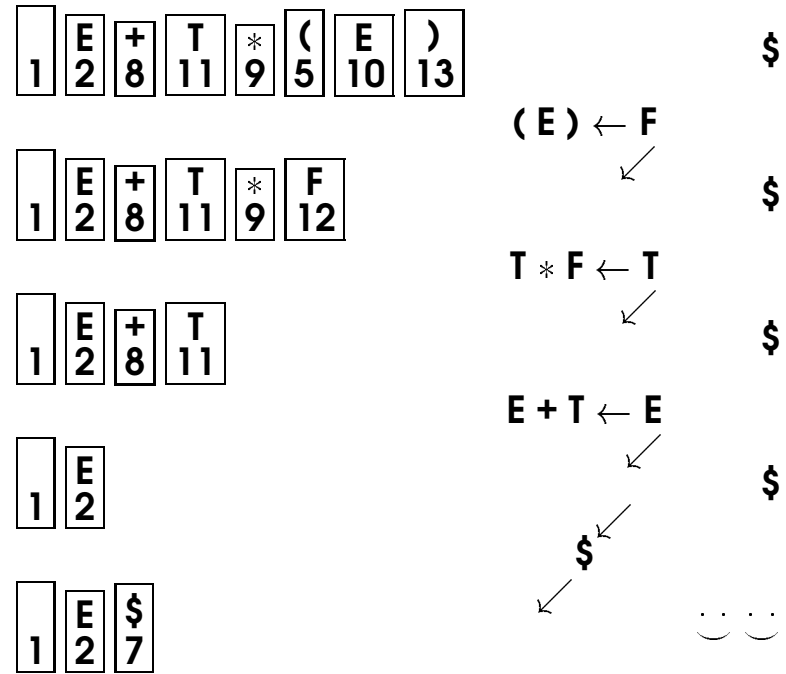 E + T * ( E ) $
1 2 8 11 9 5 10 13
( E ) ← F
E + T * F $
1 2 8 11 9 12
T * F ← T
E + T $
1 2 8 11
E + T ← E
E $
1 2
$
E $
1 2 7